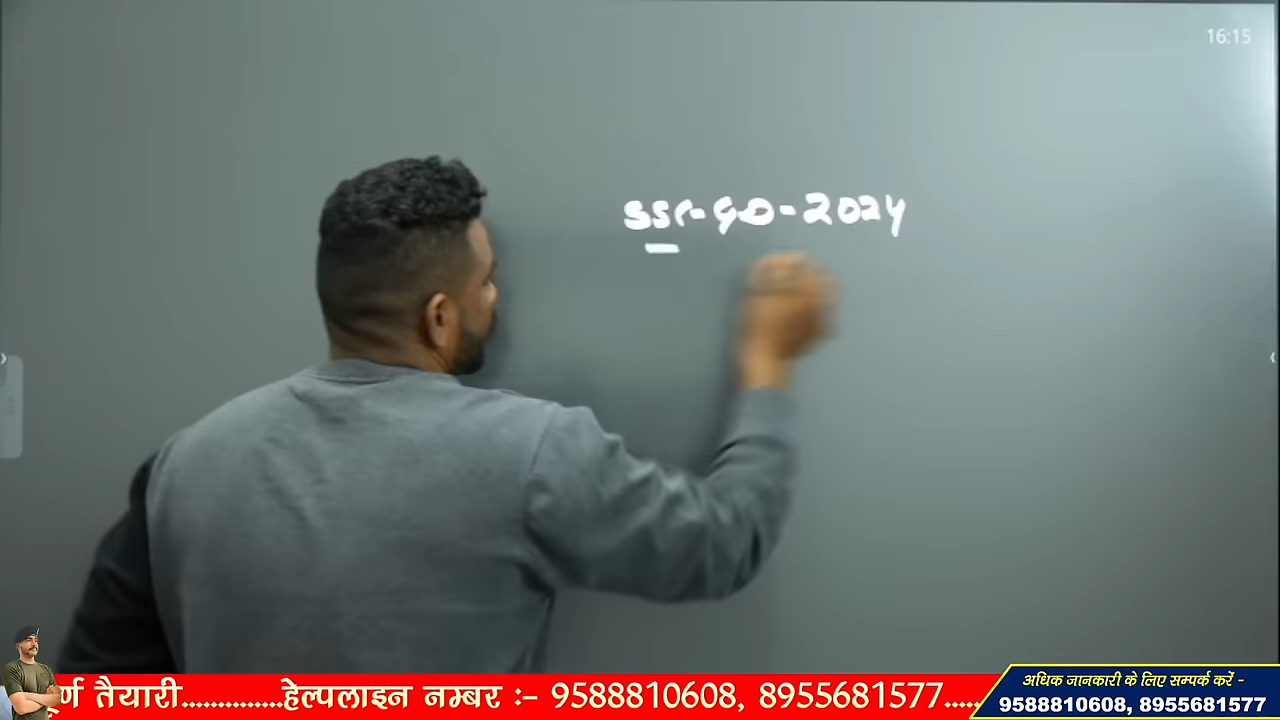 16:15
SSC-GD-2024
र्ण तैयारी..............हेल्पलाइन नम्बर :- 9588810608, 8955681577.....
अधिक जानकारी के लिए सम्पर्क करें -
9588810608, 8955681577